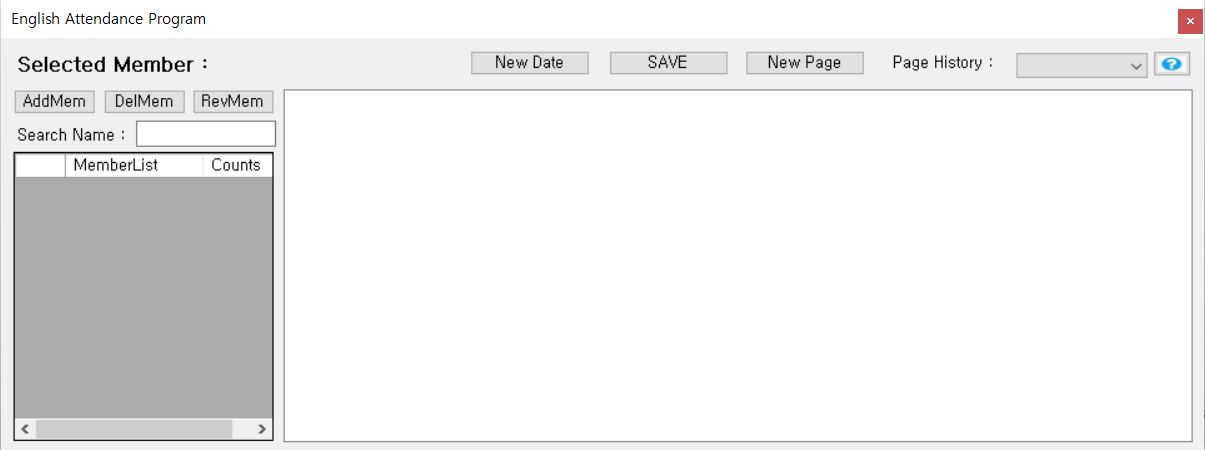 English Attendance Program
Selected Member :
New Date
SAVE
New Page
Page History :
AddMem
DelMem
RevMem
Search Name :
MemberList
Counts